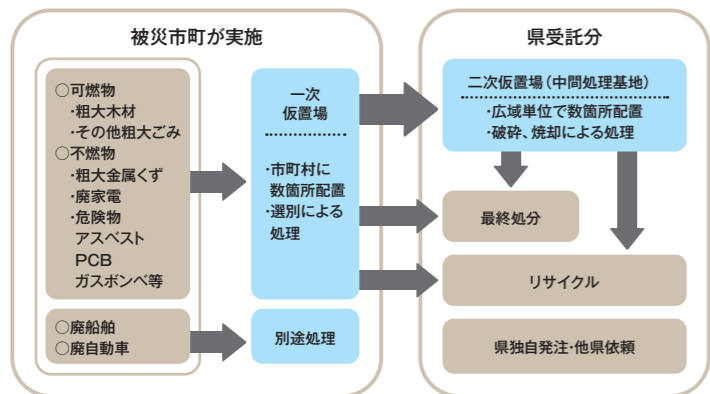 被災市町が実施
○可燃物
・粗大木材
・その他粗大ごみ
○不燃物
・粗大金属くず
・廃家電
・危険物
アスベスト
PCB
ガスボンベ等
○廃船舶
○廃自動車
一次
仮置場
・市町村に
数箇所配置
・選別による
処理
別途処理
県受託分
二次仮置場（中間処理基地）
・広域単位で数箇所配置
・破砕、焼却による処理
最終処分
リサイクル
県独自発注・他県依頼